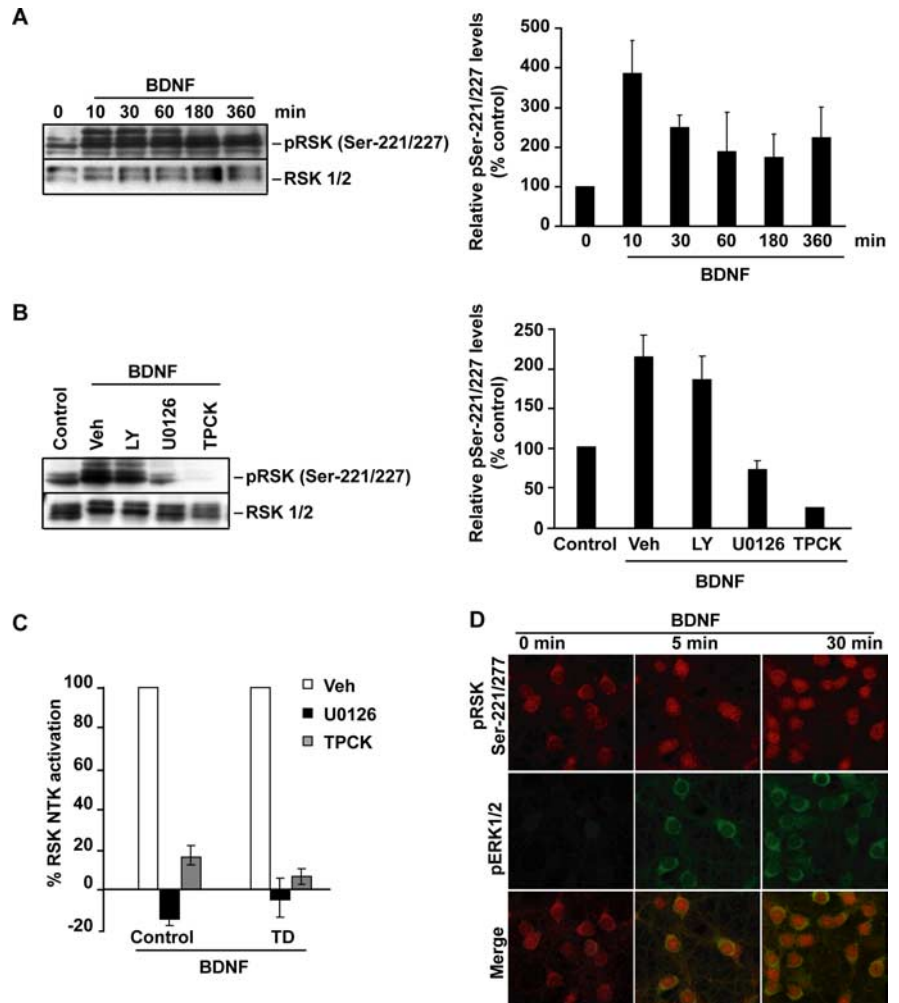 A
BDNF
0 10 30 60 180 360 min
pRSK (Ser-221/227)
RSK 1/2
Relative pSer-221/227 levels
(% control)
500
400
300
200
100
0
0 10 30 60 180 360 min
BDNF
B
BDNF
Control Veh LY U0126 TPCK
pRSK (Ser-221/227)
RSK 1/2
Relative pSer-221/227 levels
(% control)
250
200
150
100
50
0
Control Veh LY U0126 TPCK
BDNF
C
% RSK NTK activation
100
80
60
40
20
0
-20
Veh
U0126
TPCK
Control TD
BDNF
D
BDNF
0 min 5 min 30 min
pRSK
Ser-221/277
pERK1/2
Merge